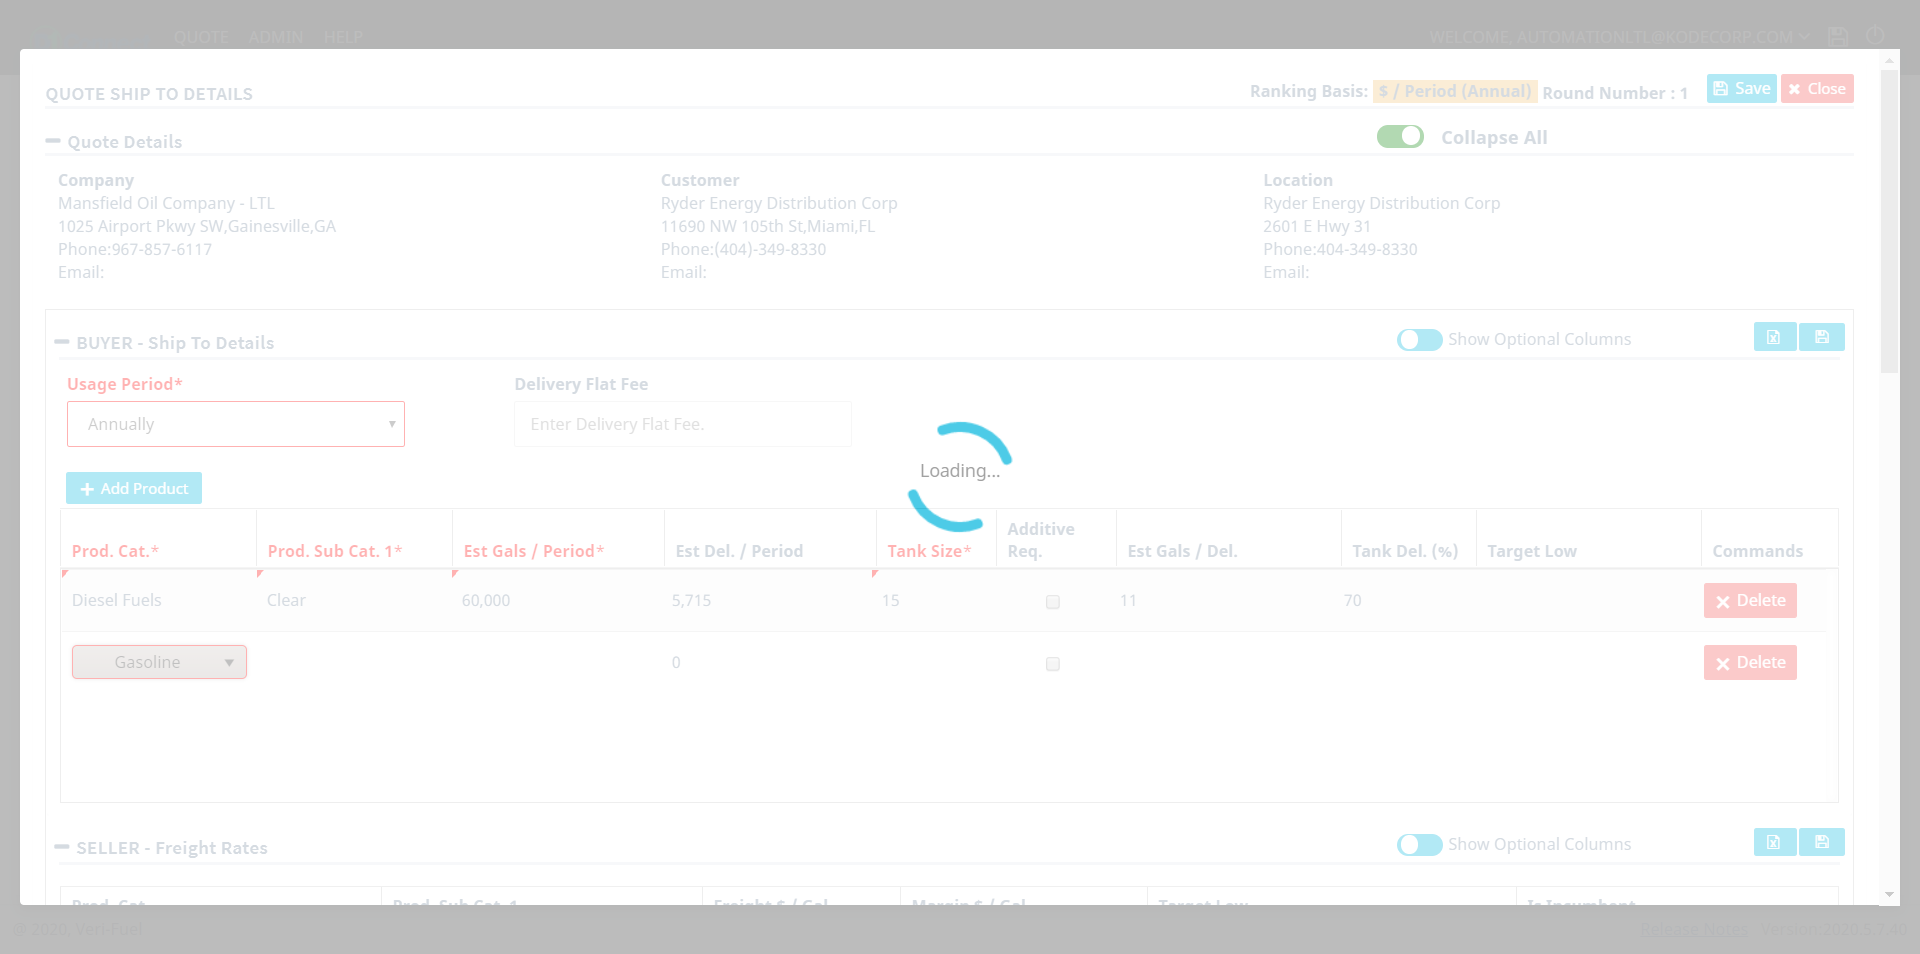 QUOTE ADMIN HELP
WELCOME, AUTOMATIONLTL@KODECORP.COM
QUOTE SHIP TO DETAILS
Ranking Basis: $ / Period (Annual) Round Number : 1
Save
Close
Quote Details
Collapse All
Company
Mansfield Oil Company - LTL
1025 Airport Pkwy SW,Gainesville,GA
Phone:967-857-6117
Email:
Customer
Ryder Energy Distribution Corp
11690 NW 105th St,Miami,FL
Phone:(404)-349-8330
Email:
Location
Ryder Energy Distribution Corp
2601 E Hwy 31
Phone:404-349-8330
Email:
BUYER - Ship To Details
Show Optional Columns
Usage Period*
Annually
Delivery Flat Fee
Enter Delivery Flat Fee.
Loading...
Add Product
Prod. Cat.* Prod. Sub Cat. 1* Est Gals / Period* Est Del. / Period Tank Size* Additive Req. Est Gals / Del. Tank Del. (%) Target Low Commands
Diesel Fuels Clear 60,000 5,715 15 11 70 Delete
Gasoline 0 Delete
SELLER - Freight Rates
Show Optional Columns
Prod. Cat. Prod. Sub Cat. 1 Freight $ / Gal. Margin $ / Gal. Target Low Is Incumbent
© 2020. Veri-Fuel
Release Notes